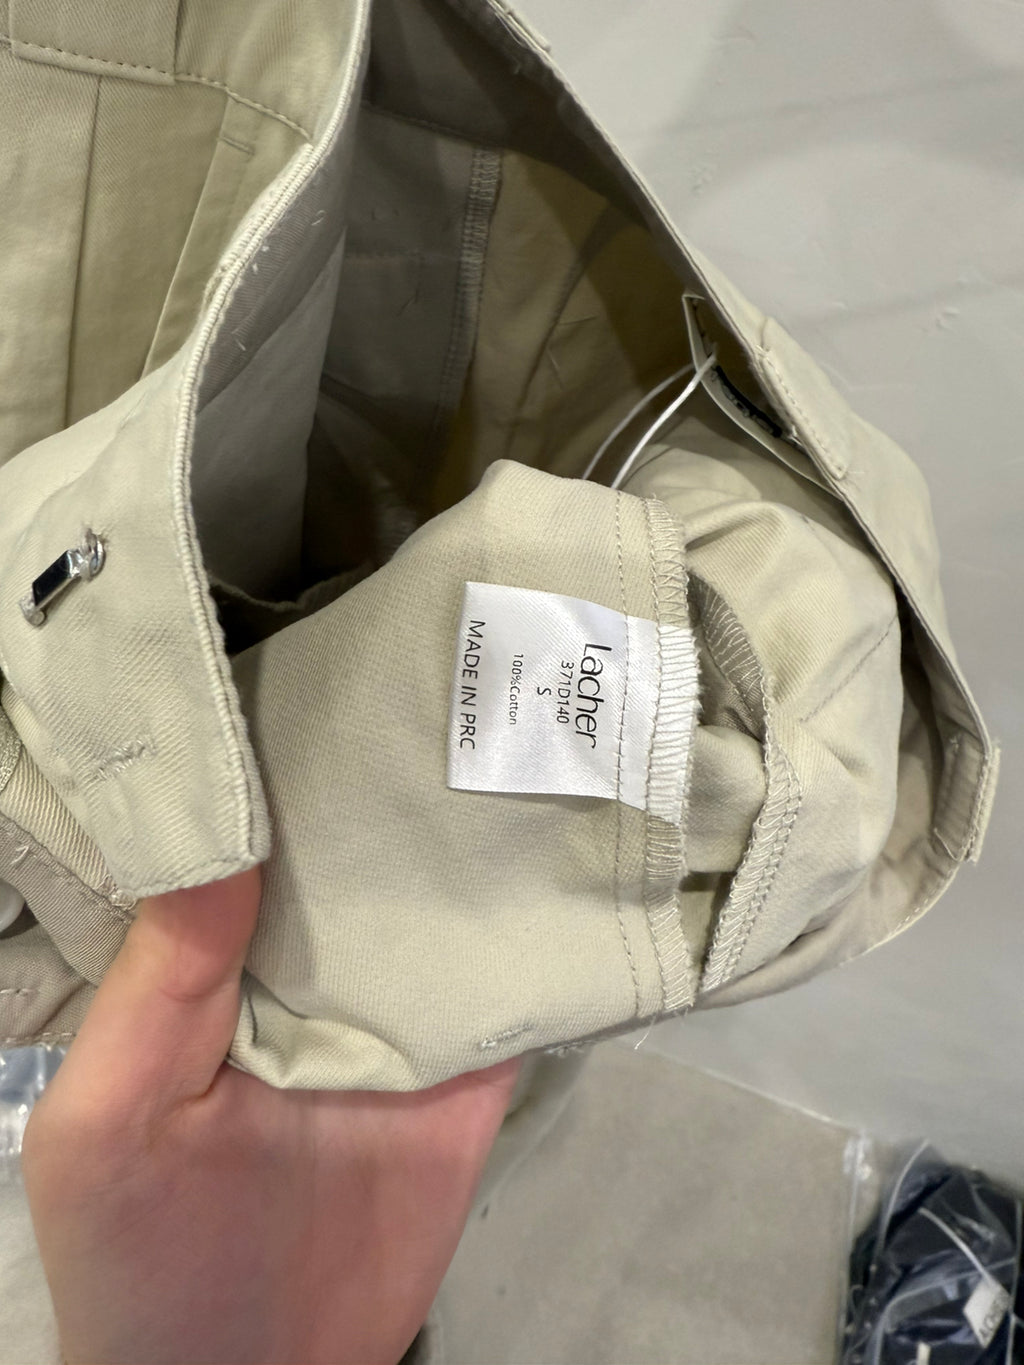 Lacher
371D140
S
100%Cotton
MADE IN PRC